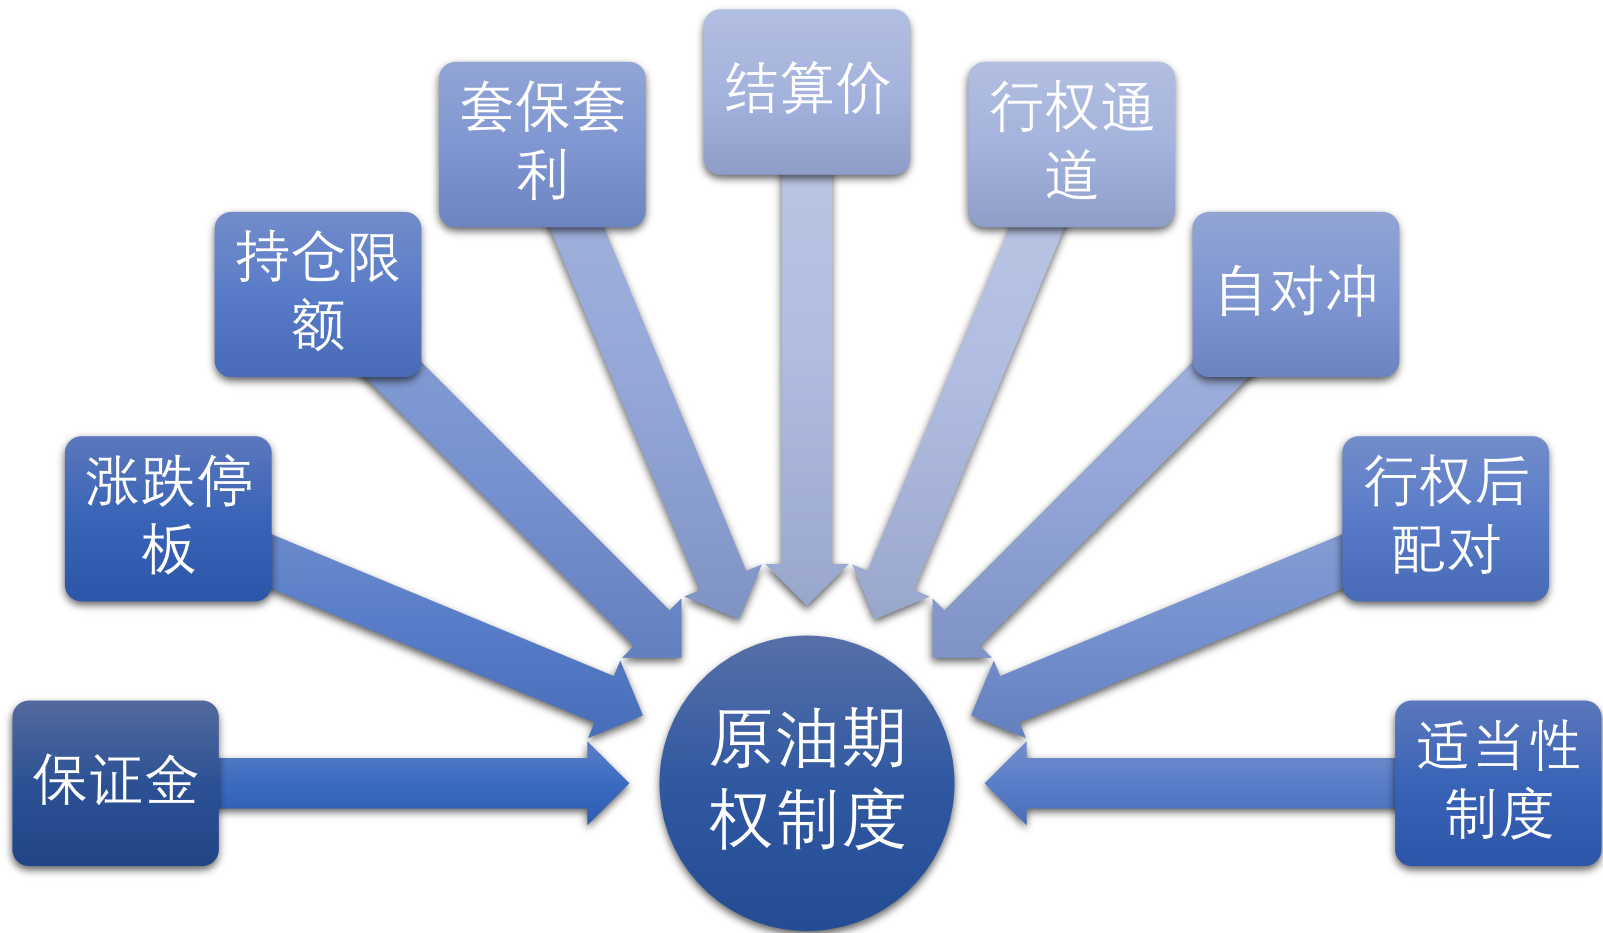 结算价
套保套
利
行权通
道
持仓限
额
自对冲
涨跌停
板
行权后
配对
保证金
原油期
权制度
适当性
制度